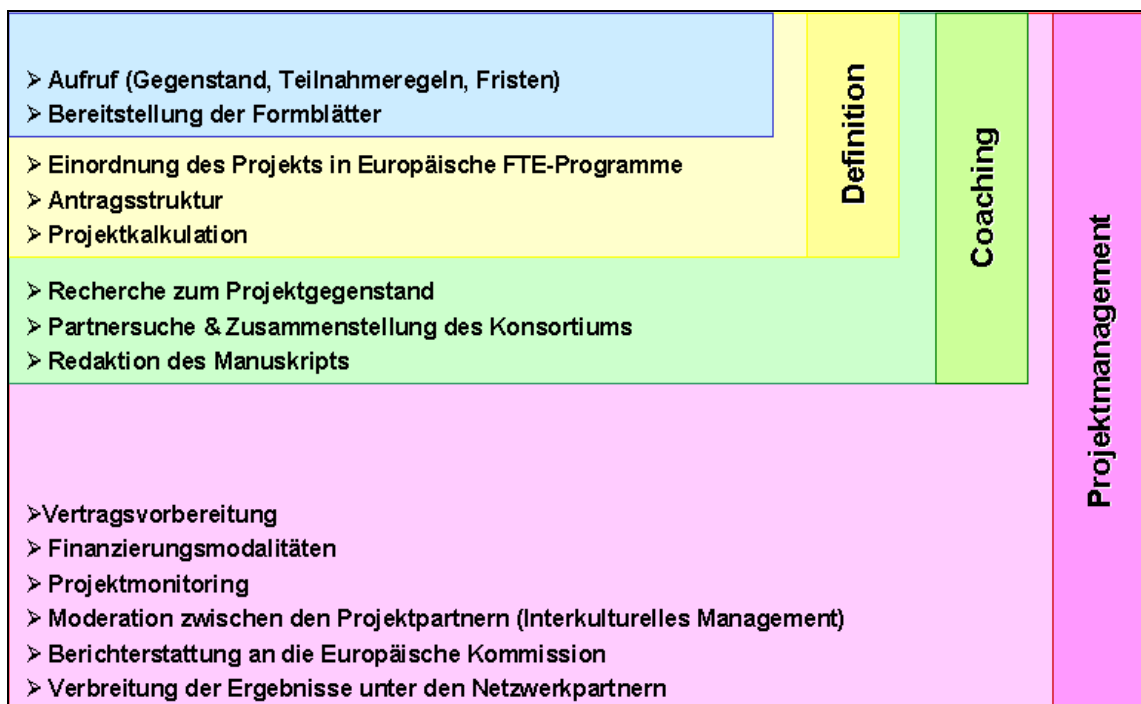 ➢ Aufruf (Gegenstand, Teilnahmeregeln, Fristen)
➢ Bereitstellung der Formblätter
➢ Einordnung des Projekts in Europäische FTE-Programme
➢ Antragsstruktur
➢ Projektkalkulation
➢ Recherche zum Projektgegenstand
➢ Partnersuche & Zusammenstellung des Konsortiums
➢ Redaktion des Manuskripts
➢Vertragsvorbereitung
➢ Finanzierungsmodalitäten
➢ Projektmonitoring
➢ Moderation zwischen den Projektpartnern (Interkulturelles Management)
➢ Berichterstattung an die Europäische Kommission
➢ Verbreitung der Ergebnisse unter den Netzwerkpartnern
Definition
Coaching
Projektmanagement